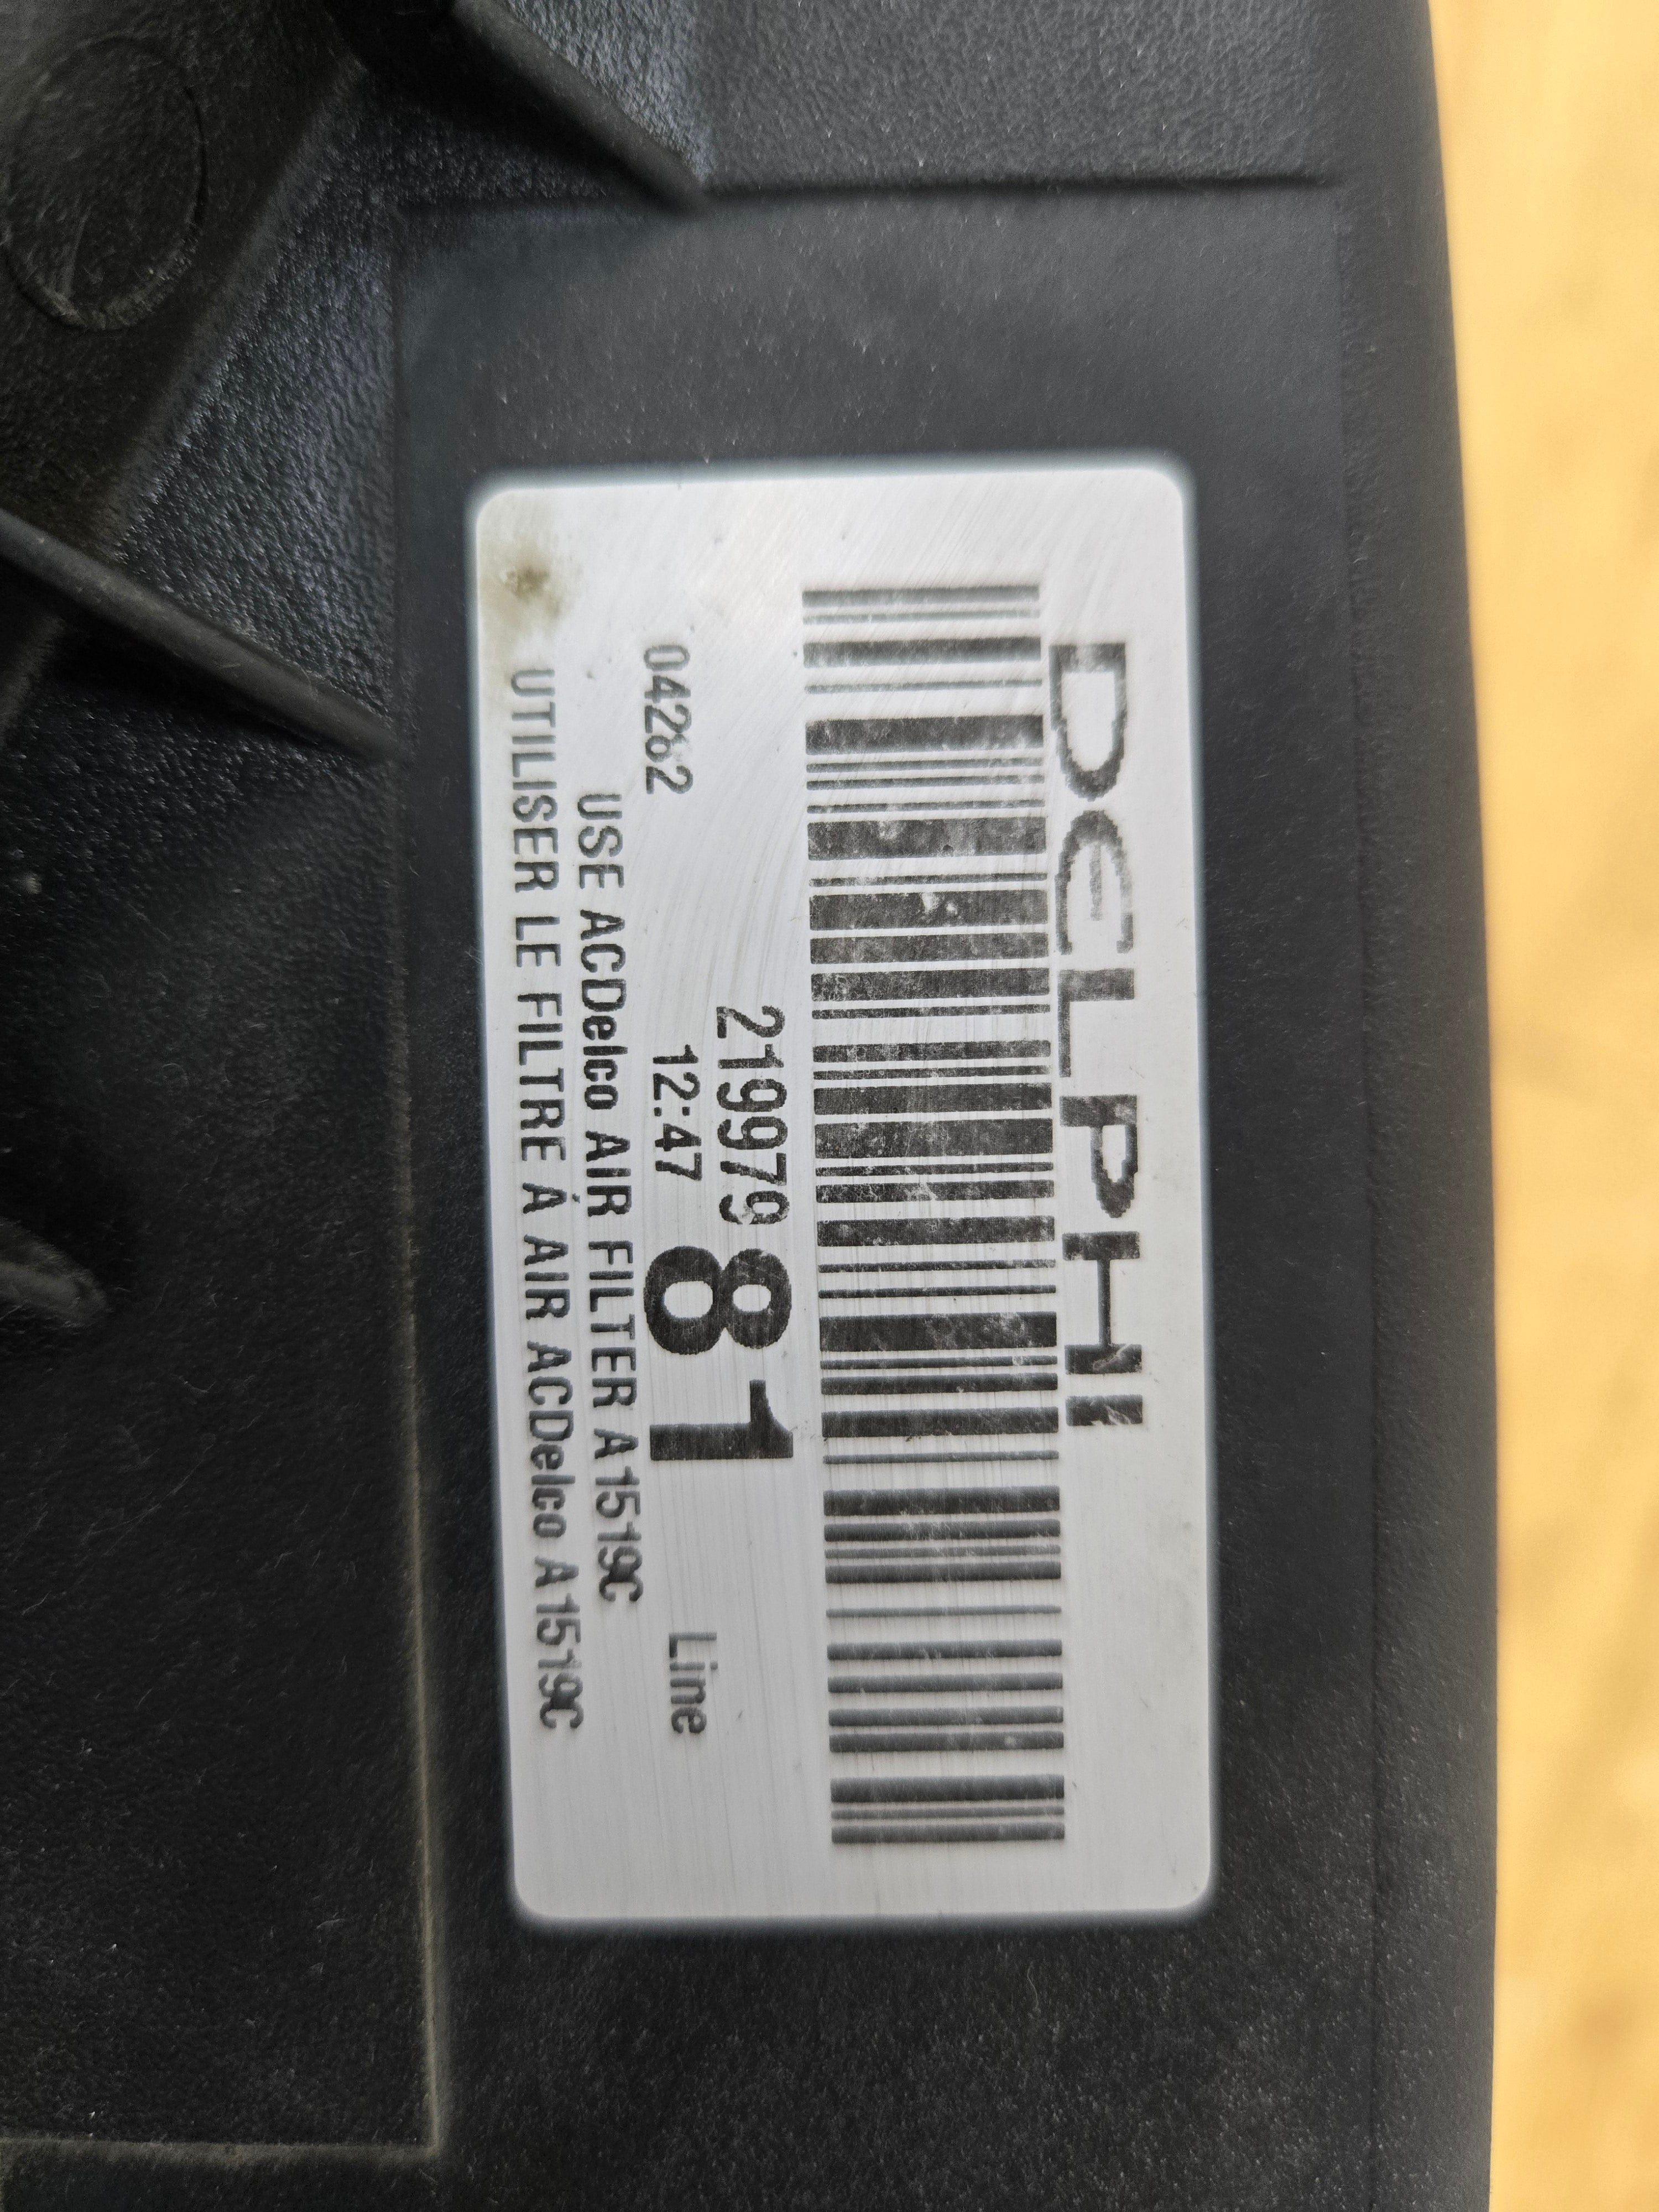 DELPHI
21997981
04262 12:47 Line
USE ACDelco AIR FILTER A1519C
UTILISER LE FILTRE À AIR ACDelco A1519C